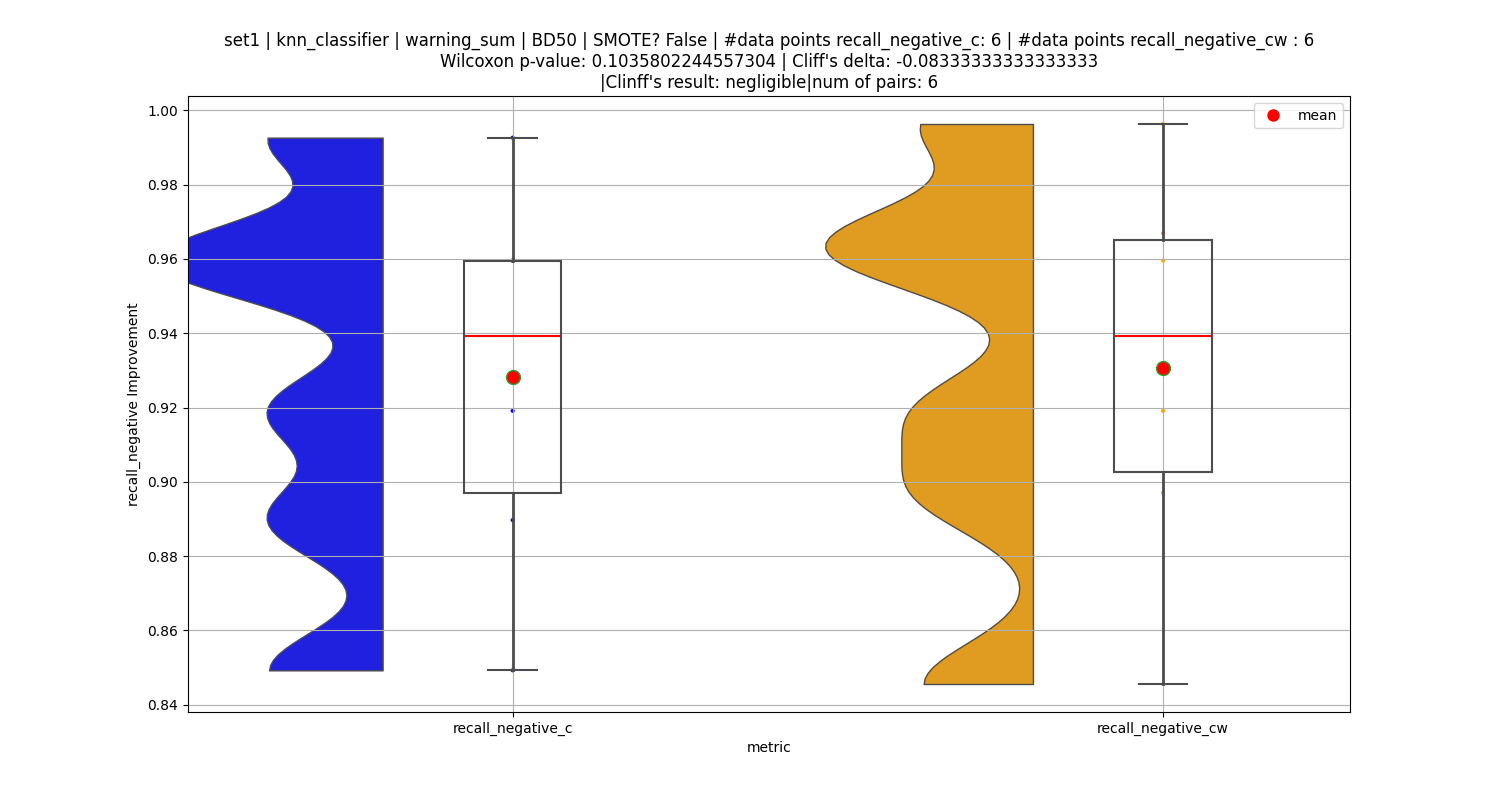 set1 | knn_classifier | warning_sum | BD50 | SMOTE? False | #data points recall_negative_c: 6 | #data points recall_negative_cw : 6
Wilcoxon p-value: 0.1035802244557304 | Cliff's delta: -0.08333333333333333
|Clinff's result: negligible|num of pairs: 6
mean
1.00
0.98
0.96
0.94
0.92
0.90
0.88
0.86
0.84
recall_negative Improvement
recall_negative_c
recall_negative_cw
metric